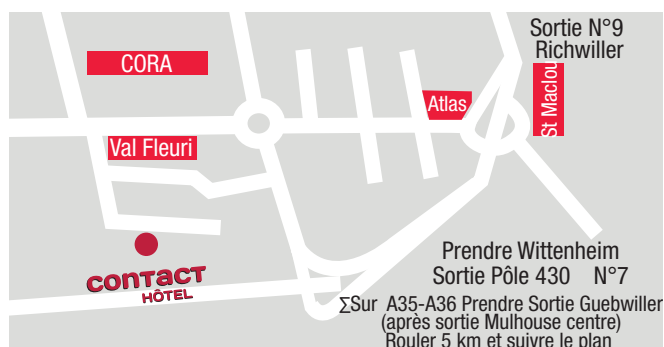 Sortie N°9
Richwiller
CORA
St Maclou
Atlas
Val Fleuri
Prendre Wittenheim
Sortie Pôle 430 N°7
CONTACT
HÔTEL
∑Sur A35-A36 Prendre Sortie Guebwiller
(après sortie Mulhouse centre)
Rouler 5 km et suivre le plan